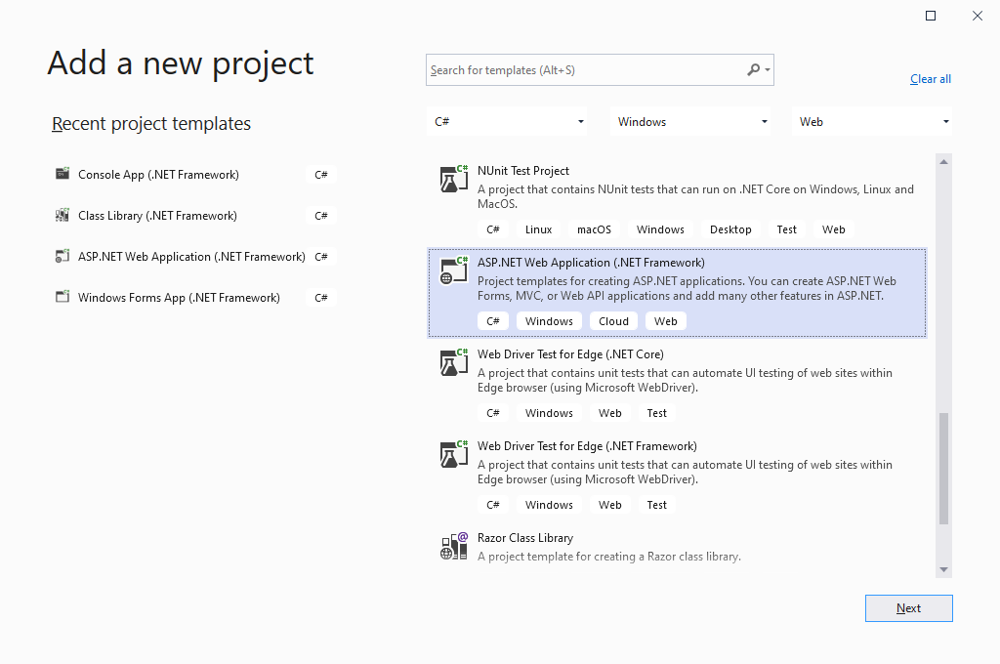 Add a new project
Search for templates (Alt+S)
Clear all
Recent project templates
C#
Windows
Web
Console App (.NET Framework)
C#
Class Library (.NET Framework)
C#
ASP.NET Web Application (.NET Framework)
C#
Windows Forms App (.NET Framework)
C#
C#
NUnit Test Project
A project that contains NUnit tests that can run on .NET Core on Windows, Linux and
MacOS.
C# Linux macOS Windows Desktop Test Web
C#
ASP.NET Web Application (.NET Framework)
Project templates for creating ASP.NET applications. You can create ASP.NET Web
Forms, MVC, or Web API applications and add many other features in ASP.NET.
C# Windows Cloud Web
C#
Web Driver Test for Edge (.NET Core)
A project that contains unit tests that can automate UI testing of web sites within
Edge browser (using Microsoft WebDriver).
C# Windows Web Test
C#
Web Driver Test for Edge (.NET Framework)
A project that contains unit tests that can automate UI testing of web sites within
Edge browser (using Microsoft WebDriver).
C# Windows Web Test
@
Razor Class Library
A project template for creating a Razor class library.
Next